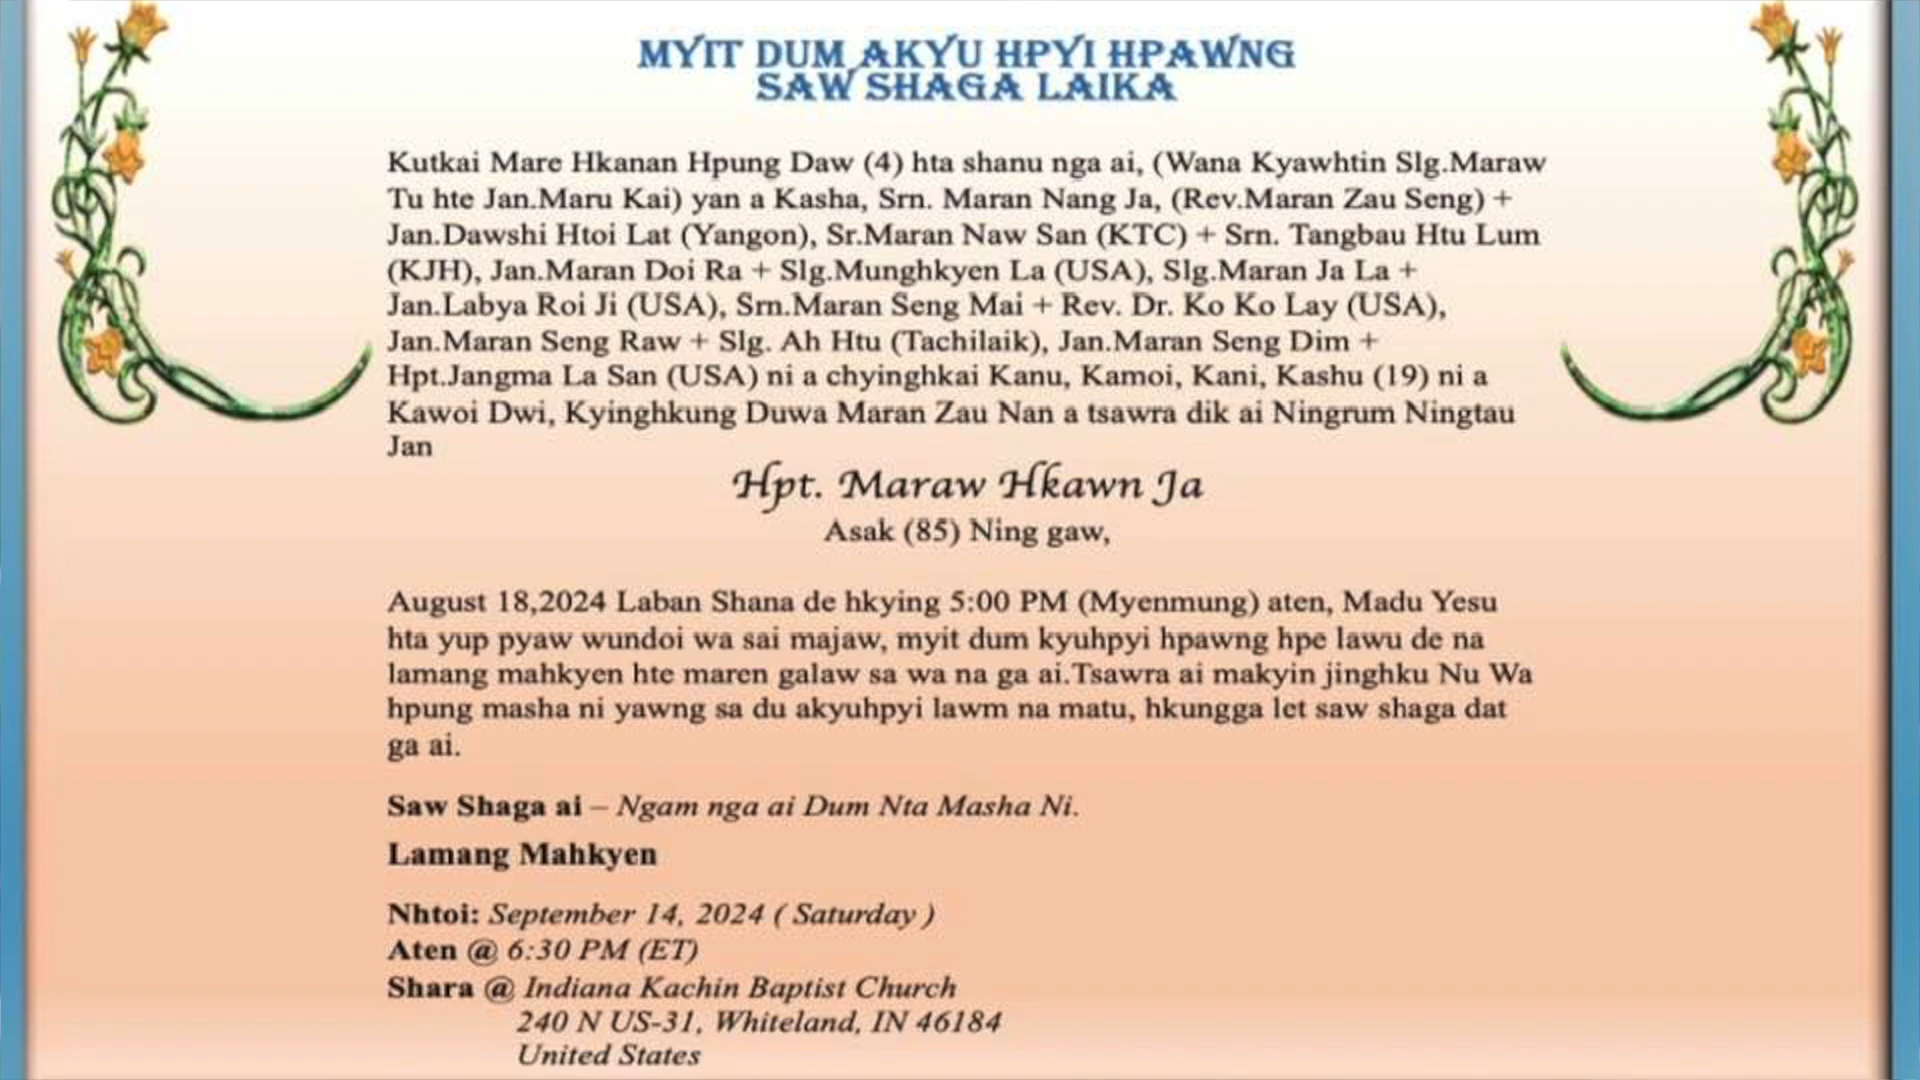 MYIT DUM AKYU HPYI HPAWNG
SAW SHAGA LAIKA
Kutkai Mare Hkanan Hpung Daw (4) hta shanu nga ai, (Wana Kyawhtin Slg.Maraw
Tu hte Jan.Maru Kai) yan a Kasha, Srn. Maran Nang Ja, (Rev.Maran Zau Seng) +
Jan.Dawshi Htoi Lat (Yangon), Sr.Maran Naw San (KTC) + Srn. Tangbau Htu Lum
(KJH), Jan.Maran Doi Ra + Slg.Munghkyen La (USA), Slg.Maran Ja La +
Jan.Labya Roi Ji (USA), Srn.Maran Seng Mai + Rev. Dr. Ko Ko Lay (USA),
Jan.Maran Seng Raw + Slg. Ah Htu (Tachilaik), Jan.Maran Seng Dim +
Hpt.Jangma La San (USA) ni a chyinghkai Kanu, Kamoi, Kani, Kashu (19) ni a
Kawoi Dwi, Kyinghkung Duwa Maran Zau Nan a tsawra dik ai Ningrum Ningtau
Jan
Hpt. Maraw Hkawn Ja
Asak (85) Ning gaw,
August 18,2024 Laban Shana de hkying 5:00 PM (Myenmung) aten, Madu Yesu
hta yup pyaw wundoi wa sai majaw, myit dum kyuhpyi hpawng hpe lawu de na
lamang mahkyen hte maren galaw sa wa na ga ai.Tsawra ai makyin jinghku Nu Wa
hpung masha ni yawng sa du akyuhpyi lawm na matu, hkungga let saw shaga dat
ga ai.
Saw Shaga ai – Ngam nga ai Dum Nta Masha Ni.
Lamang Mahkyen
Nhtoi: September 14, 2024 ( Saturday )
Aten @ 6:30 PM (ET)
Shara @ Indiana Kachin Baptist Church
240 N US-31, Whiteland, IN 46184
United States